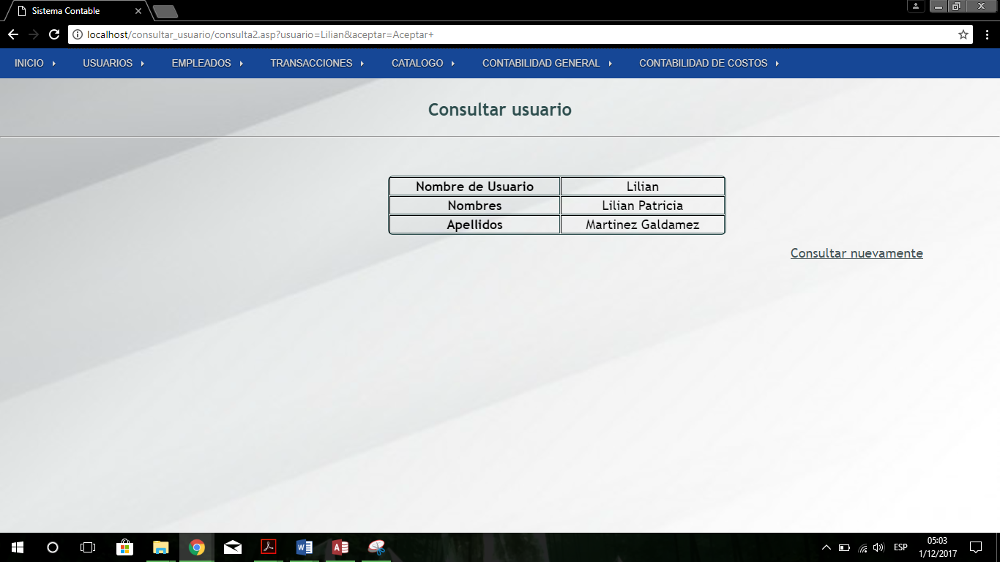 Sistema Contable
localhost/consultar_usuario/consulta2.asp?usuario=Lilian&aceptar=Aceptar+
INICIO USUARIOS EMPLEADOS TRANSACCIONES CATALOGO CONTABILIDAD GENERAL CONTABILIDAD DE COSTOS
Consultar usuario
Nombre de Usuario Lilian
Nombres Lilian Patricia
Apellidos Martinez Galdamez
Consultar nuevamente
ESP
05:03
1/12/2017